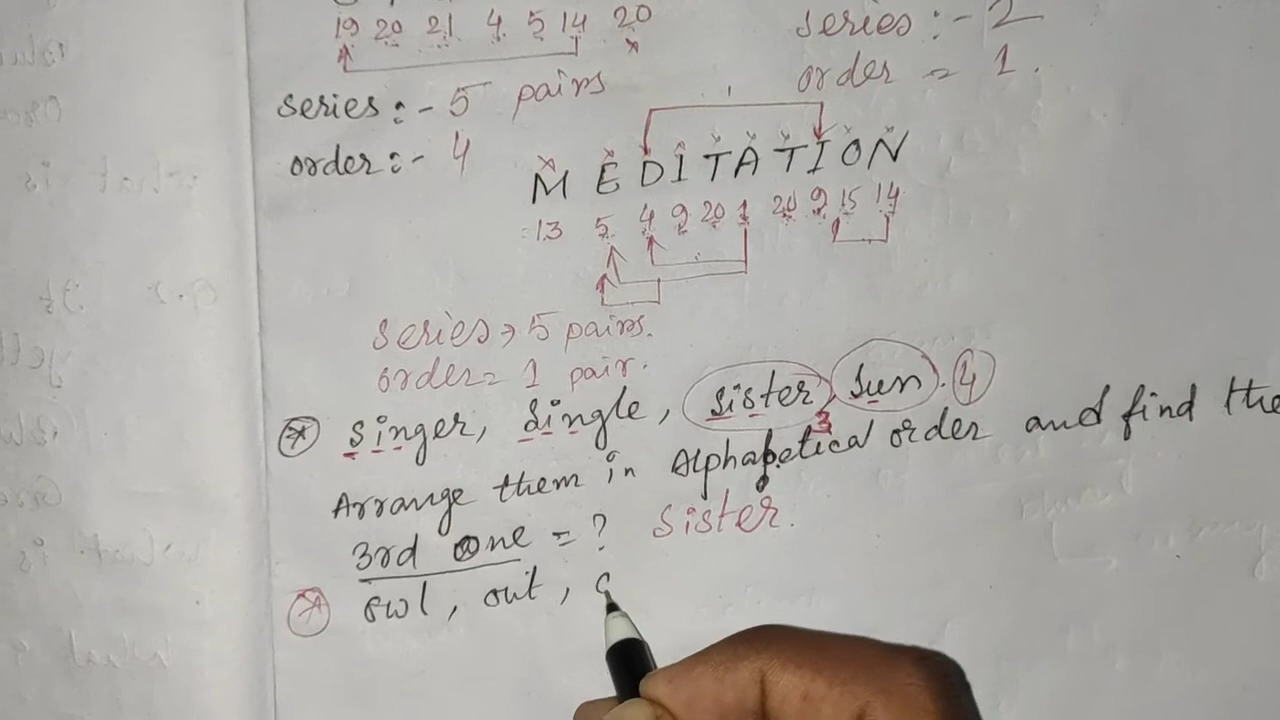 19 20 21 4 5 14 20
series :- 2
order = 1.
series :- 5 pairs
order :- 4
MEDITATION
13 5 4 9 20 1 20 9 15 14
series > 5 pairs.
order = 1 pair.
singer, single, sister, sun. 4
3
Arrange them in Alphabetical order and find the
3rd one = ? sister.
owl, out,